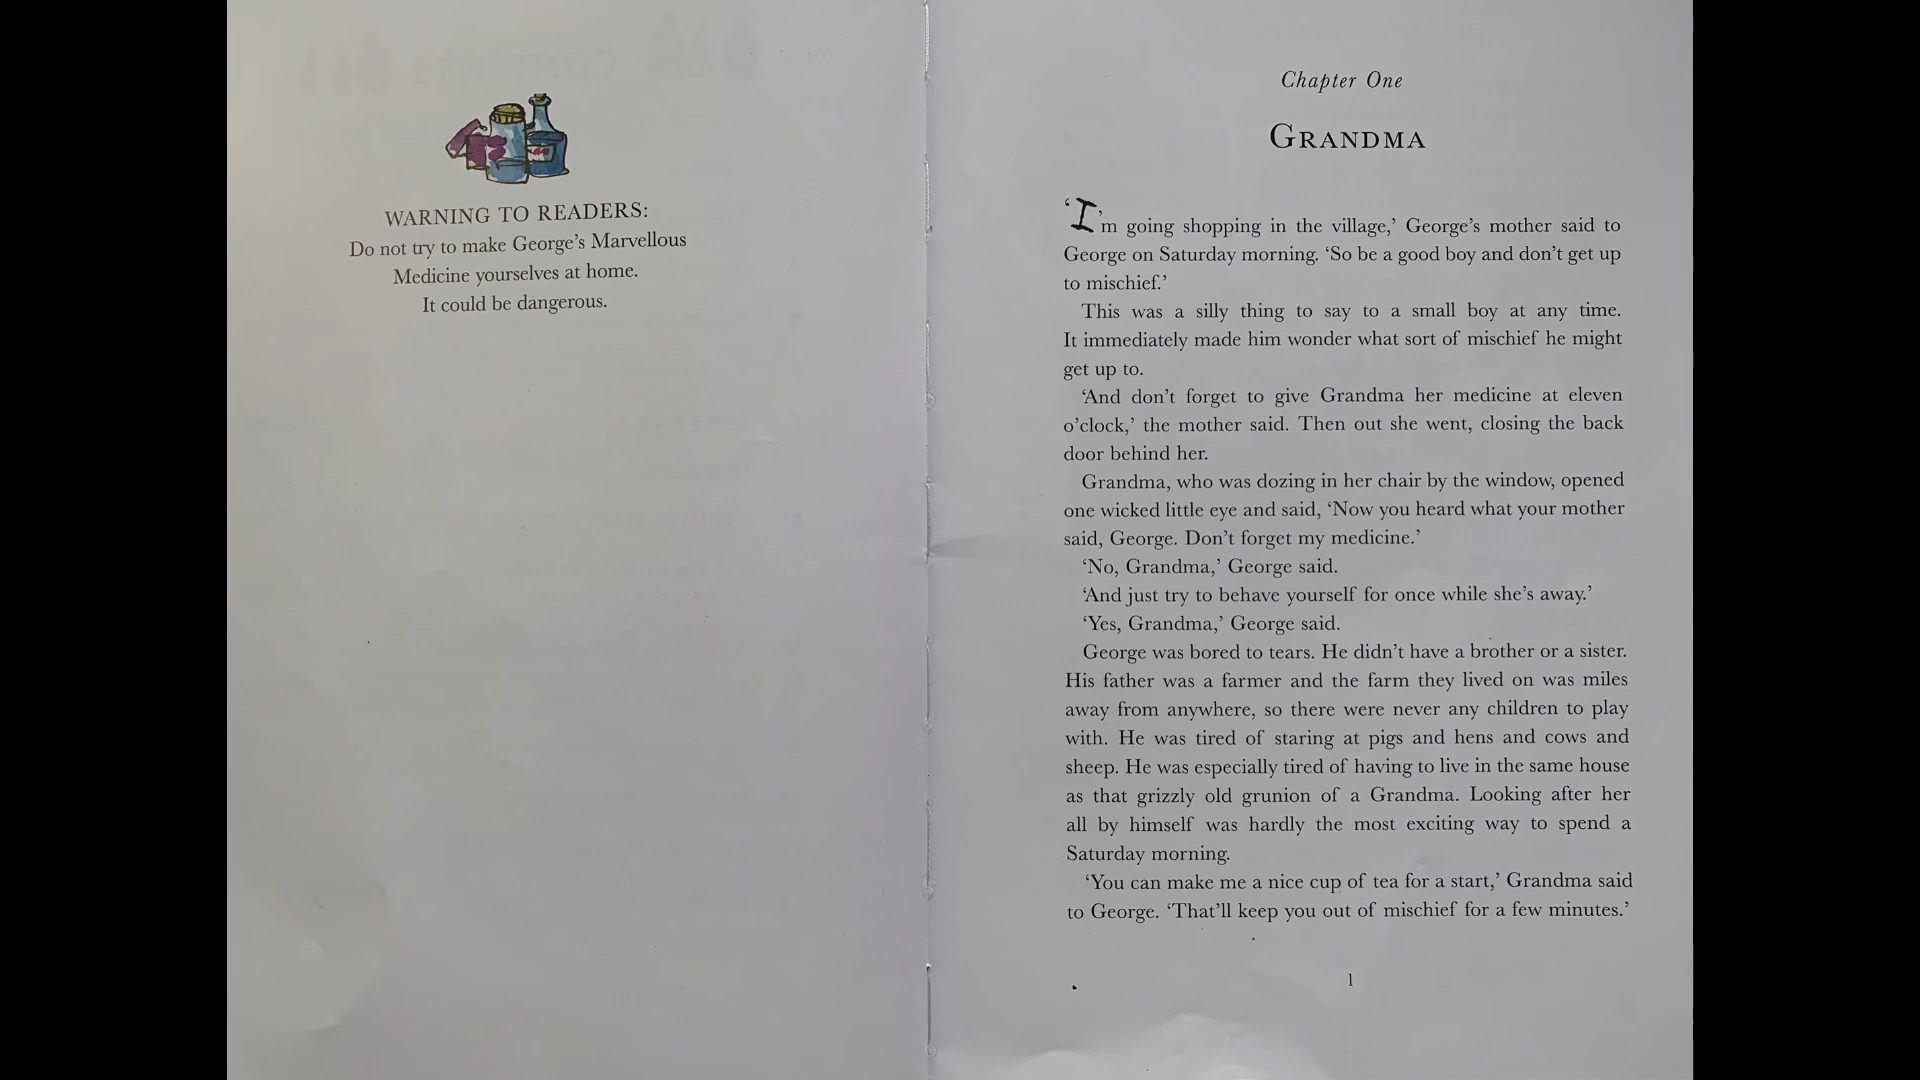 WARNING TO READERS:
Do not try to make George's Marvellous
Medicine yourselves at home.
It could be dangerous.
Chapter One
GRANDMA
‘I’m going shopping in the village,’ George’s mother said to
George on Saturday morning. ‘So be a good boy and don’t get up
to mischief.’
This was a silly thing to say to a small boy at any time.
It immediately made him wonder what sort of mischief he might
get up to.
‘And don’t forget to give Grandma her medicine at eleven
o’clock,’ the mother said. Then out she went, closing the back
door behind her.
Grandma, who was dozing in her chair by the window, opened
one wicked little eye and said, ‘Now you heard what your mother
said, George. Don’t forget my medicine.’
‘No, Grandma,’ George said.
‘And just try to behave yourself for once while she’s away.’
‘Yes, Grandma,’ George said.
George was bored to tears. He didn’t have a brother or a sister.
His father was a farmer and the farm they lived on was miles
away from anywhere, so there were never any children to play
with. He was tired of staring at pigs and hens and cows and
sheep. He was especially tired of having to live in the same house
as that grizzly old grunion of a Grandma. Looking after her
all by himself was hardly the most exciting way to spend a
Saturday morning.
‘You can make me a nice cup of tea for a start,’ Grandma said
to George. ‘That’ll keep you out of mischief for a few minutes.’
1